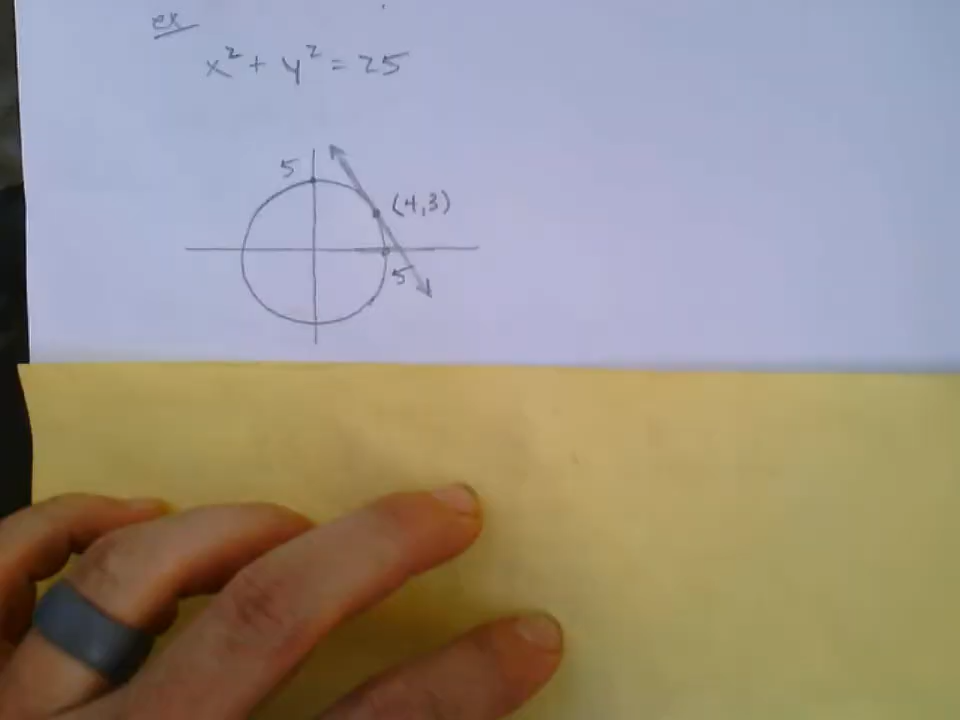 ex
x² + y² = 25
5
(4,3)
5